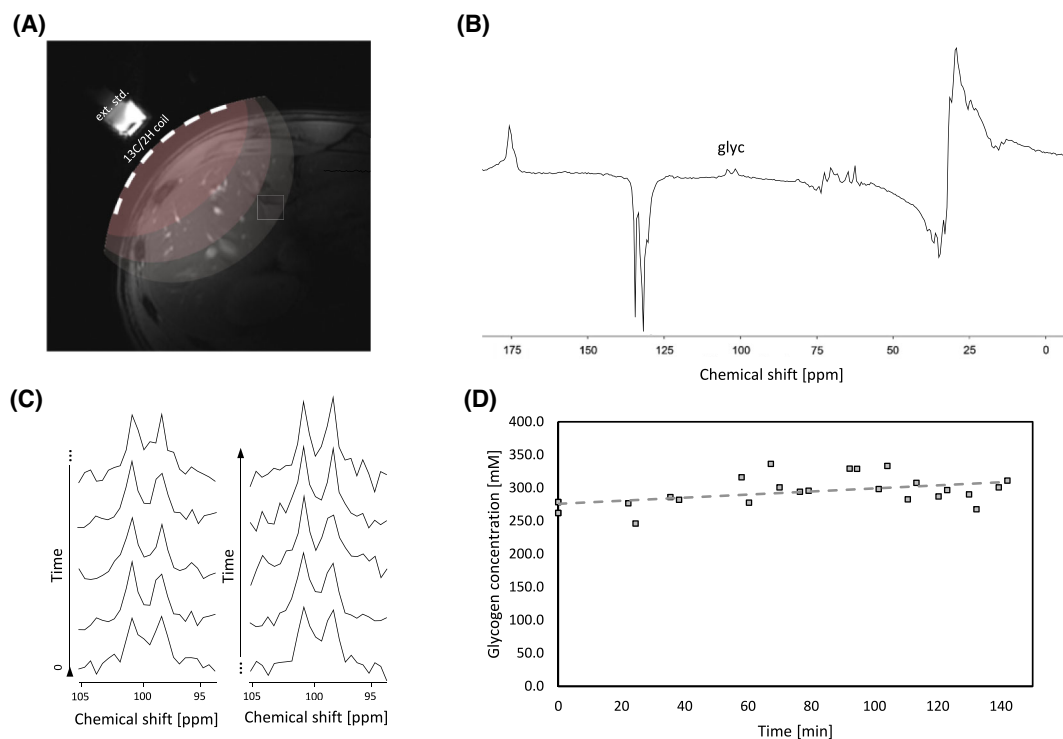 (A)
ext. std.
13C/2H coil
(B)
glyc
175 150 125 100 75 50 25 0
Chemical shift [ppm]
(C)
Time
0
...
105 100 95
Chemical shift [ppm]
Time
...
105 100 95
Chemical shift [ppm]
(D)
Glycogen concentration [mM]
400.0
350.0
300.0
250.0
200.0
150.0
100.0
50.0
0.0
0 20 40 60 80 100 120 140
Time [min]